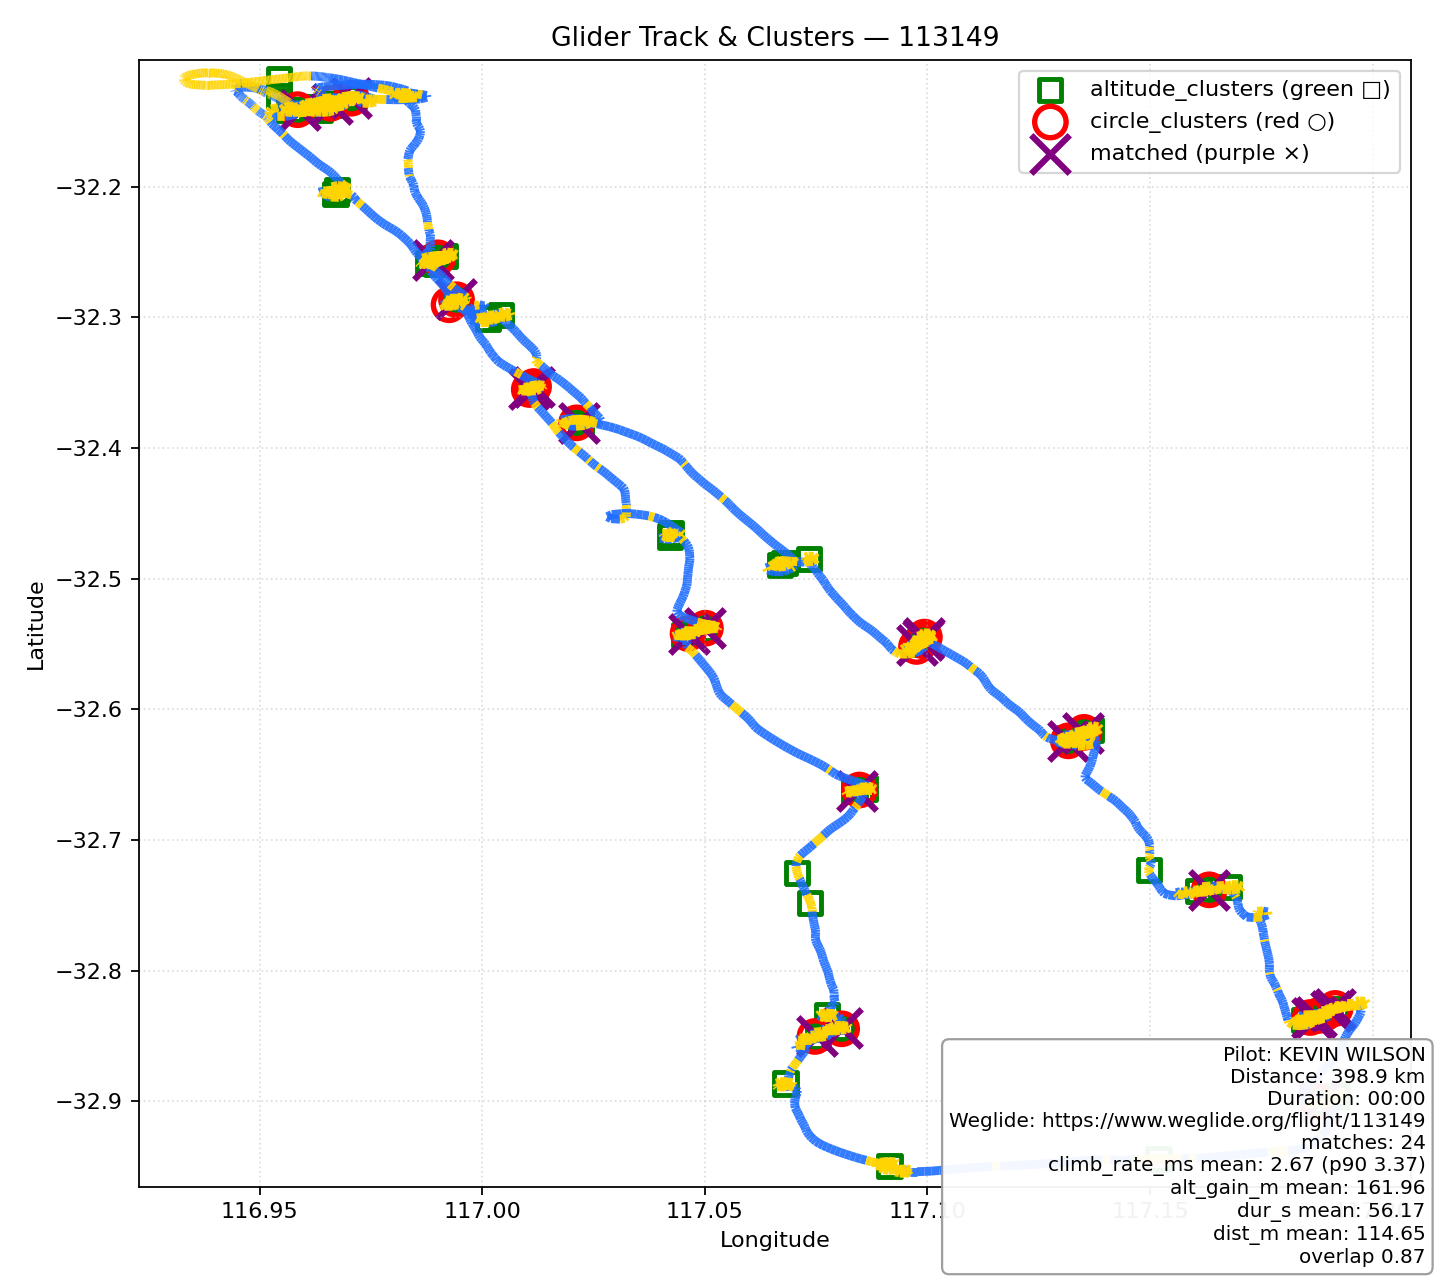 Glider Track & Clusters — 113149
altitude_clusters (green □)
circle_clusters (red ○)
matched (purple ×)
Latitude
−32.2
−32.3
−32.4
−32.5
−32.6
−32.7
−32.8
−32.9
Pilot: KEVIN WILSON
Distance: 398.9 km
Duration: 00:00
Weglide: https://www.weglide.org/flight/113149
matches: 24
climb_rate_ms mean: 2.67 (p90 3.37)
alt_gain_m mean: 161.96
dur_s mean: 56.17
dist_m mean: 114.65
overlap 0.87
116.95 117.00 117.05 117.10 117.15
Longitude